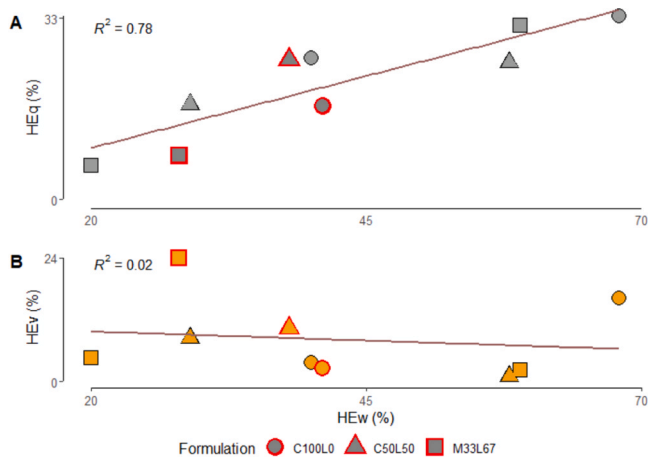 A
33
R² = 0.78
HEq (%)
0
20 45 70
B
24
R² = 0.02
HEv (%)
0
20 45 70
HEw (%)
Formulation C100L0 C50L50 M33L67